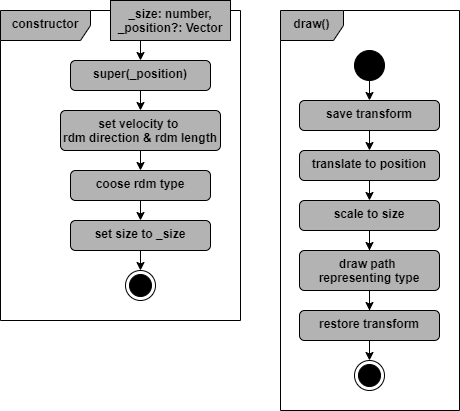 constructor
_size: number,
_position?: Vector
super(_position)
set velocity to
rdm direction & rdm length
coose rdm type
set size to _size
draw()
save transform
translate to position
scale to size
draw path
representing type
restore transform